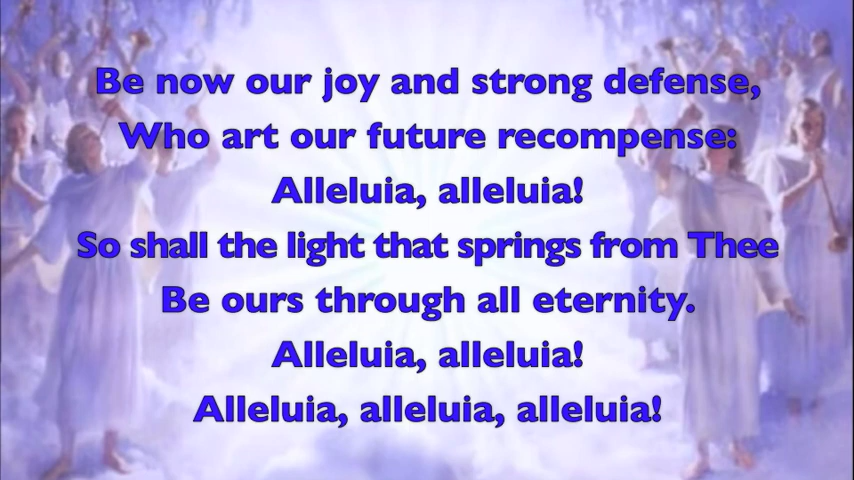 Be now our joy and strong defense,
Who art our future recompense:
Alleluia, alleluia!
So shall the light that springs from Thee
Be ours through all eternity.
Alleluia, alleluia!
Alleluia, alleluia, alleluia!